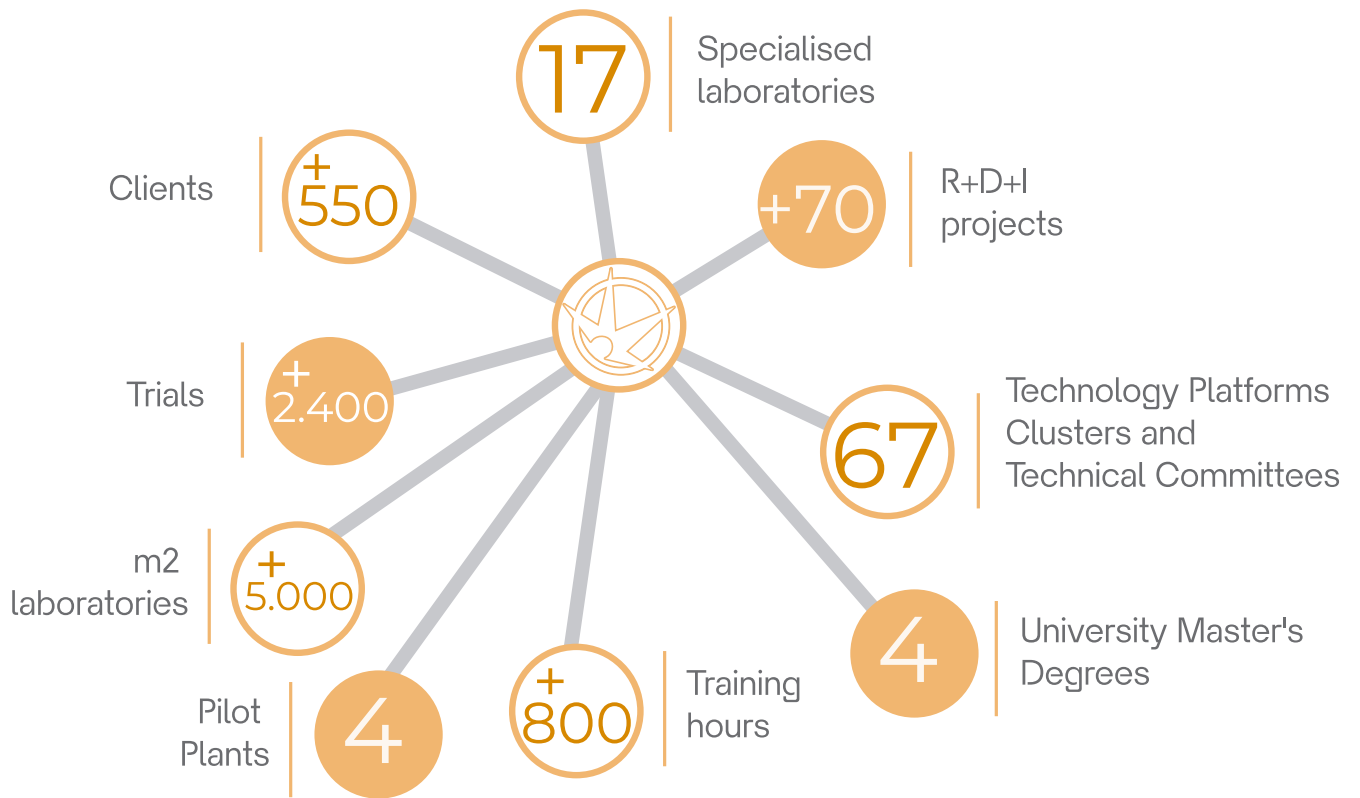 17
Specialised
laboratories
+70
R+D+I
projects
67
Technology Platforms
Clusters and
Technical Committees
4
University Master's
Degrees
+
800
Training
hours
4
Pilot
Plants
+
5.000
m2
laboratories
+
2.400
Trials
+
550
Clients